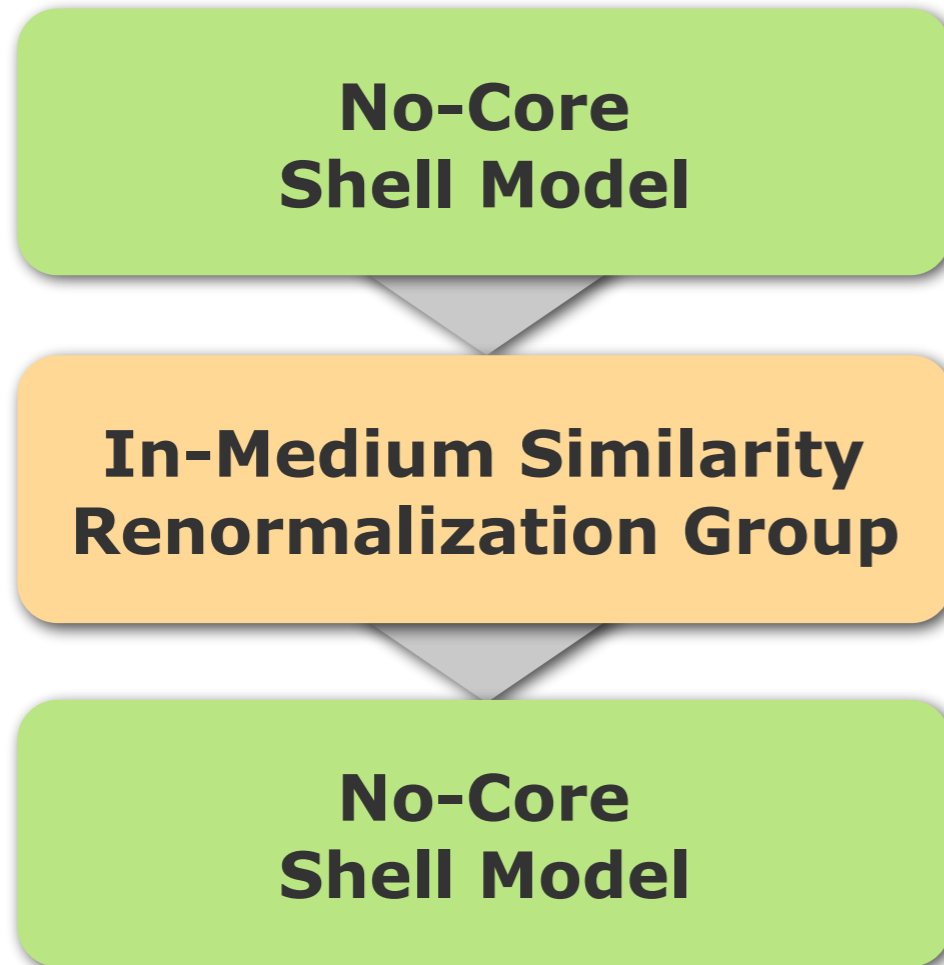 No-Core
Shell Model
In-Medium Similarity
Renormalization Group
No-Core
Shell Model